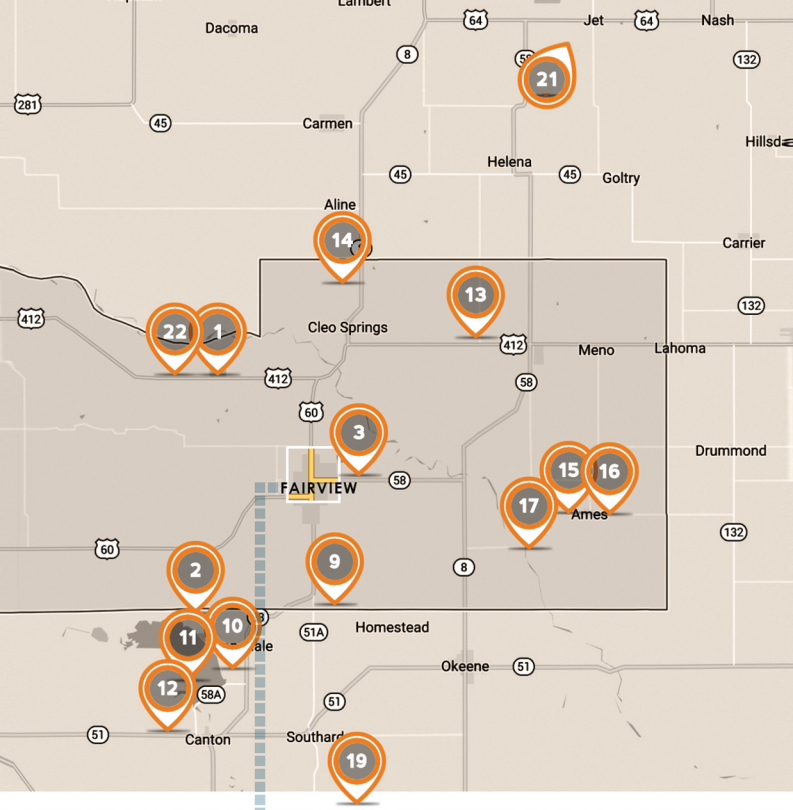 Lambert
64
Jet
64
Nash
Dacoma
8
58
132
21
281
45
Carmen
Hillsd
Helena
45
45
Goltry
Aline
14
Carrier
13
132
412
22
1
Cleo Springs
412
Meno
Lahoma
412
58
60
3
Drummond
15
16
58
FAIRVIEW
17
Ames
132
60
9
2
8
10
51A
Homestead
11
ale
Okeene
51
12
58A
51
51
Canton
Southard
19